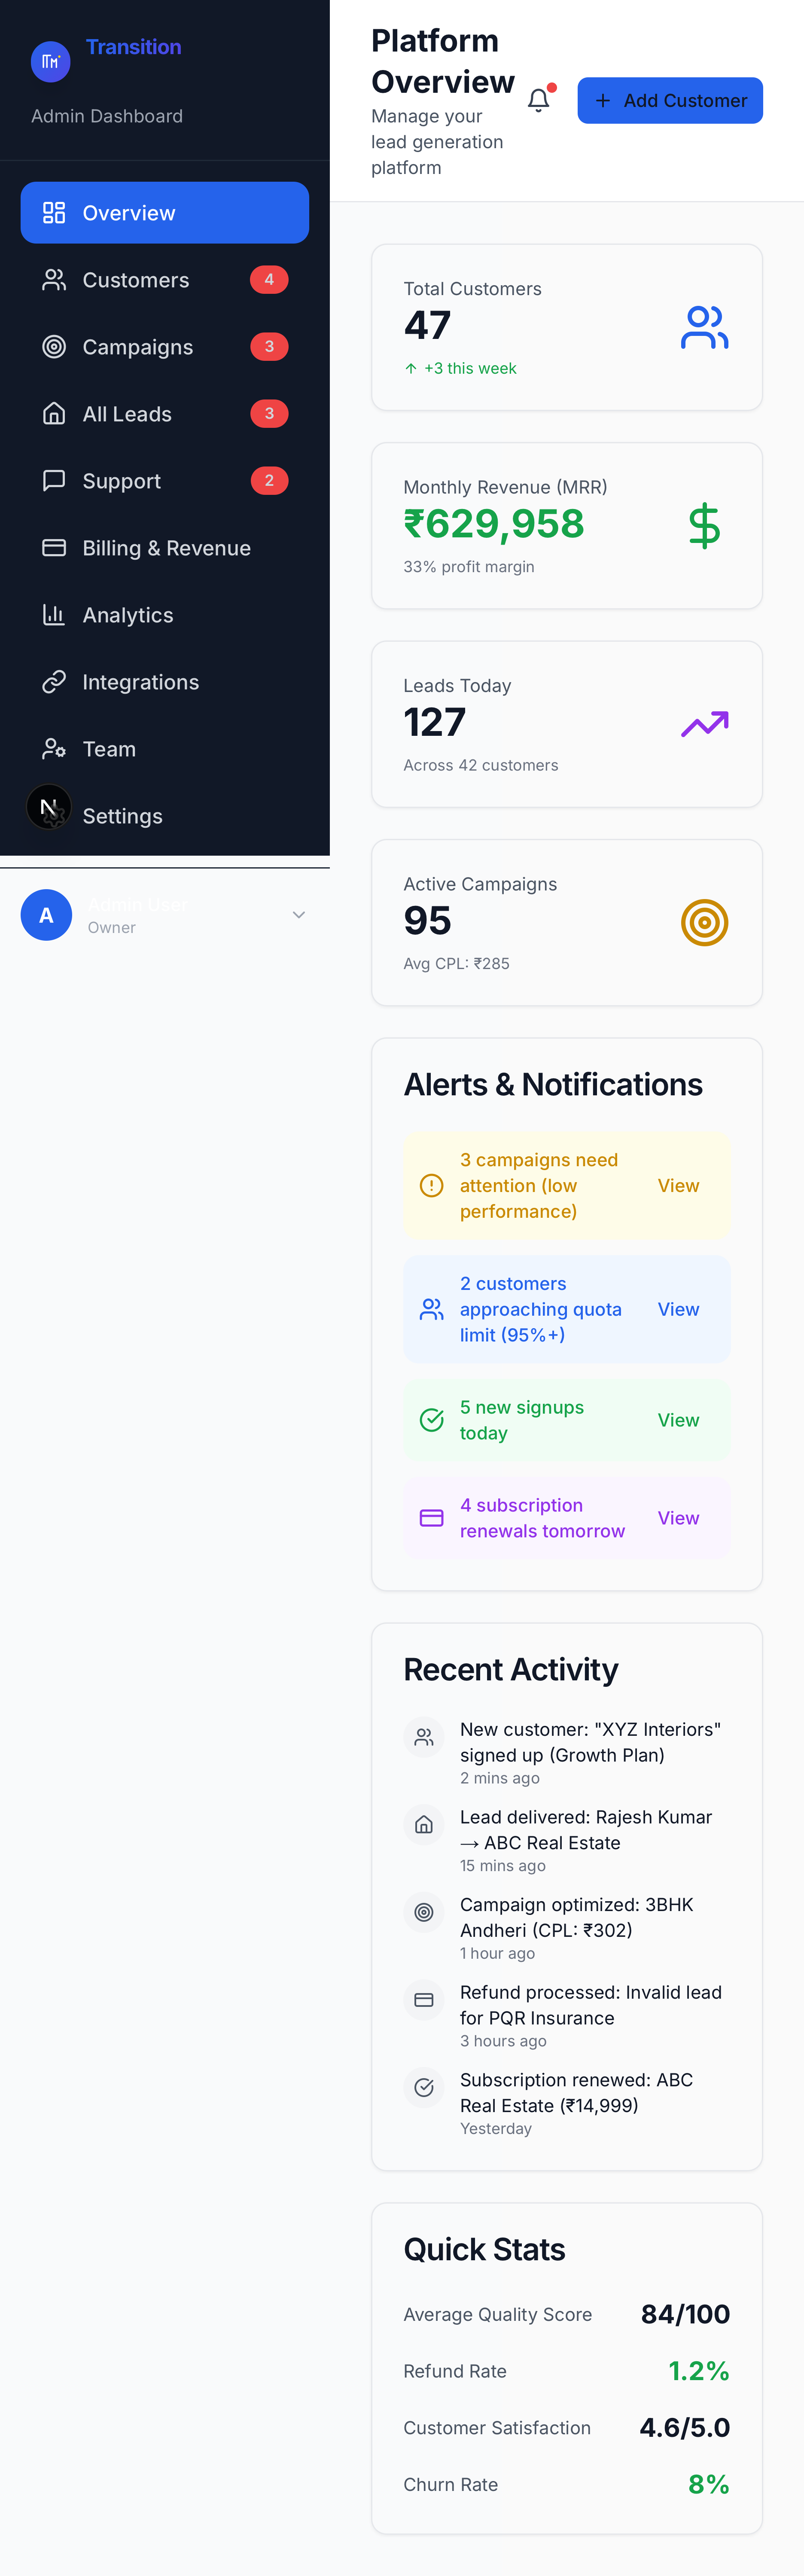 Transition
Admin Dashboard
Overview
Customers 4
Campaigns 3
All Leads 3
Support 2
Billing & Revenue
Analytics
Integrations
Team
N
Settings
A
Admin User
Owner
Platform
Overview
Manage your
lead generation
platform
Add Customer
Total Customers
47
↑ +3 this week
Monthly Revenue (MRR)
₹629,958
33% profit margin
Leads Today
127
Across 42 customers
Active Campaigns
95
Avg CPL: ₹285
Alerts & Notifications
3 campaigns need
attention (low
performance)
View
2 customers
approaching quota
limit (95%+)
View
5 new signups
today
View
4 subscription
renewals tomorrow
View
Recent Activity
New customer: "XYZ Interiors"
signed up (Growth Plan)
2 mins ago
Lead delivered: Rajesh Kumar
→ ABC Real Estate
15 mins ago
Campaign optimized: 3BHK
Andheri (CPL: ₹302)
1 hour ago
Refund processed: Invalid lead
for PQR Insurance
3 hours ago
Subscription renewed: ABC
Real Estate (₹14,999)
Yesterday
Quick Stats
Average Quality Score 84/100
Refund Rate 1.2%
Customer Satisfaction 4.6/5.0
Churn Rate 8%